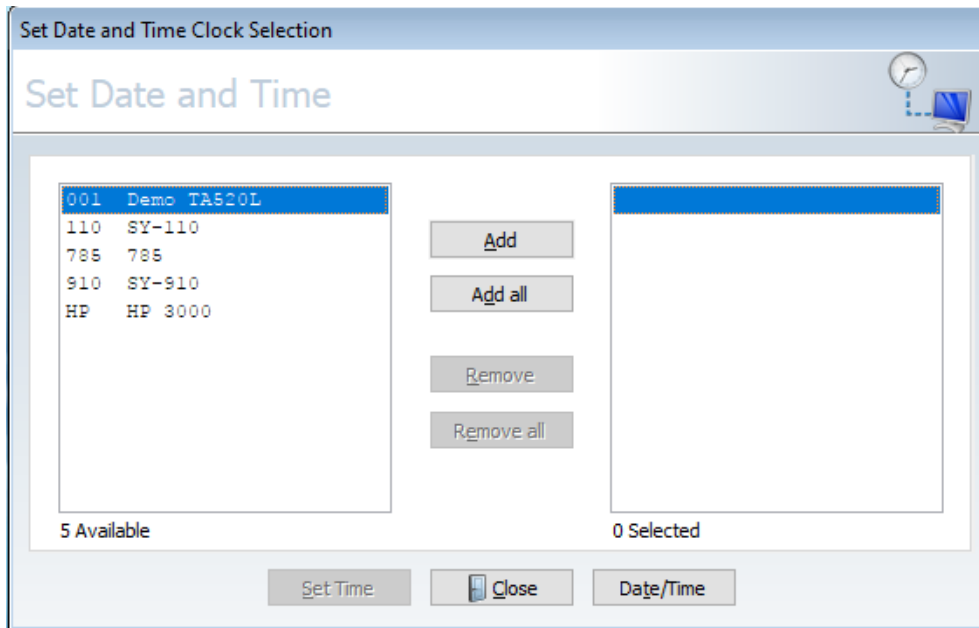 Set Date and Time Clock Selection
Set Date and Time
001 Demo TA520L
110 SY-110
785 785
910 SY-910
HP HP 3000
5 Available
Add
Add all
Remove
Remove all
0 Selected
Set Time
Close
Date/Time